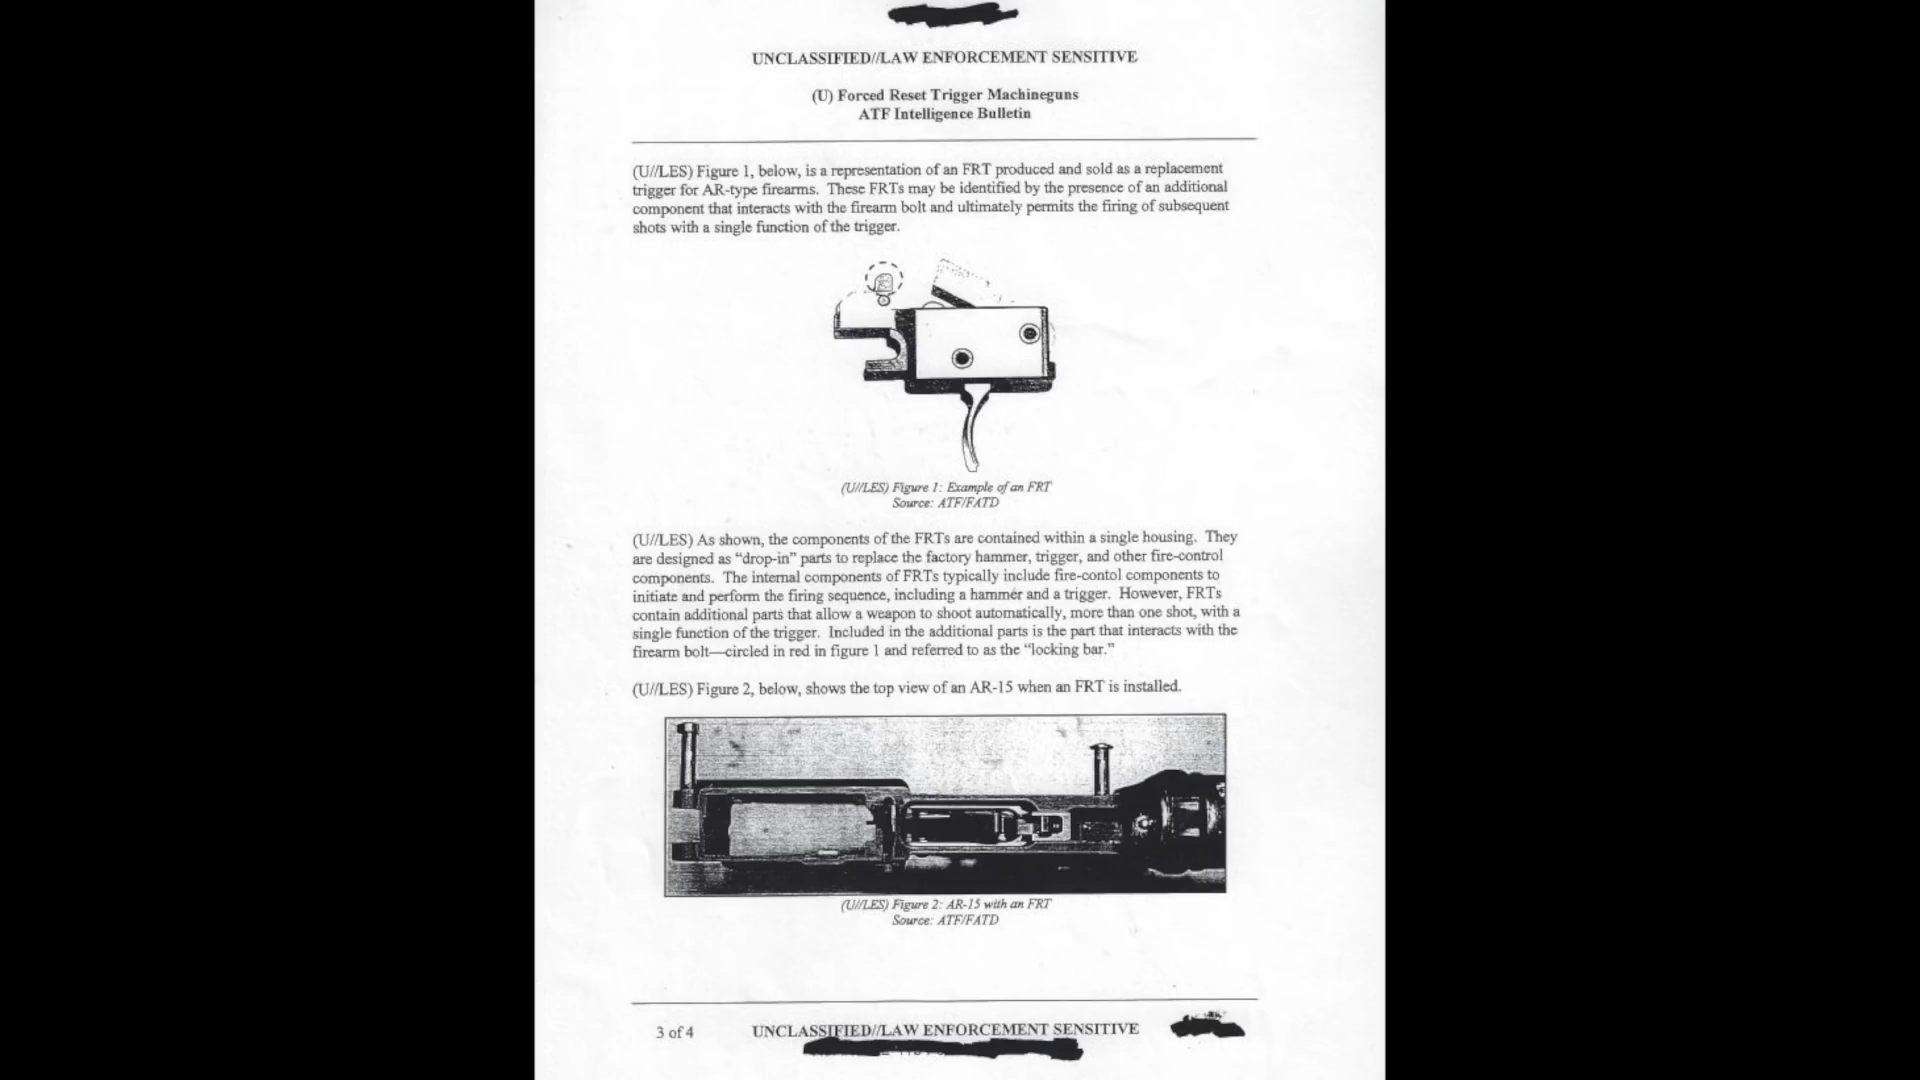 UNCLASSIFIED//LAW ENFORCEMENT SENSITIVE
(U) Forced Reset Trigger Machineguns
ATF Intelligence Bulletin
(U//LES) Figure 1, below, is a representation of an FRT produced and sold as a replacement
trigger for AR-type firearms. These FRTs may be identified by the presence of an additional
component that interacts with the firearm bolt and ultimately permits the firing of subsequent
shots with a single function of the trigger.
(U//LES) Figure 1: Example of an FRT
Source: ATF/FATD
(U//LES) As shown, the components of the FRTs are contained within a single housing. They
are designed as “drop-in” parts to replace the factory hammer, trigger, and other fire-control
components. The internal components of FRTs typically include fire-contol components to
initiate and perform the firing sequence, including a hammer and a trigger. However, FRTs
contain additional parts that allow a weapon to shoot automatically, more than one shot, with a
single function of the trigger. Included in the additional parts is the part that interacts with the
firearm bolt—circled in red in figure 1 and referred to as the “locking bar.”
(U//LES) Figure 2, below, shows the top view of an AR-15 when an FRT is installed.
(U//LES) Figure 2: AR-15 with an FRT
Source: ATF/FATD
3 of 4
UNCLASSIFIED//LAW ENFORCEMENT SENSITIVE